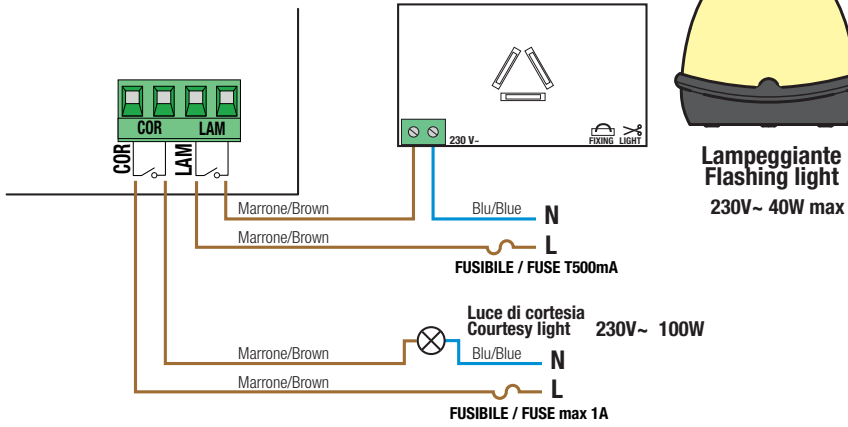 COR LAM
COR
LAM
230 V~
FIXING LIGHT
Lampeggiante
Flashing light
230V~ 40W max
Marrone/Brown
Blu/Blue
N
Marrone/Brown
L
FUSIBILE / FUSE T500mA
Luce di cortesia
Courtesy light 230V~ 100W
Marrone/Brown
Blu/Blue
N
Marrone/Brown
L
FUSIBILE / FUSE max 1A